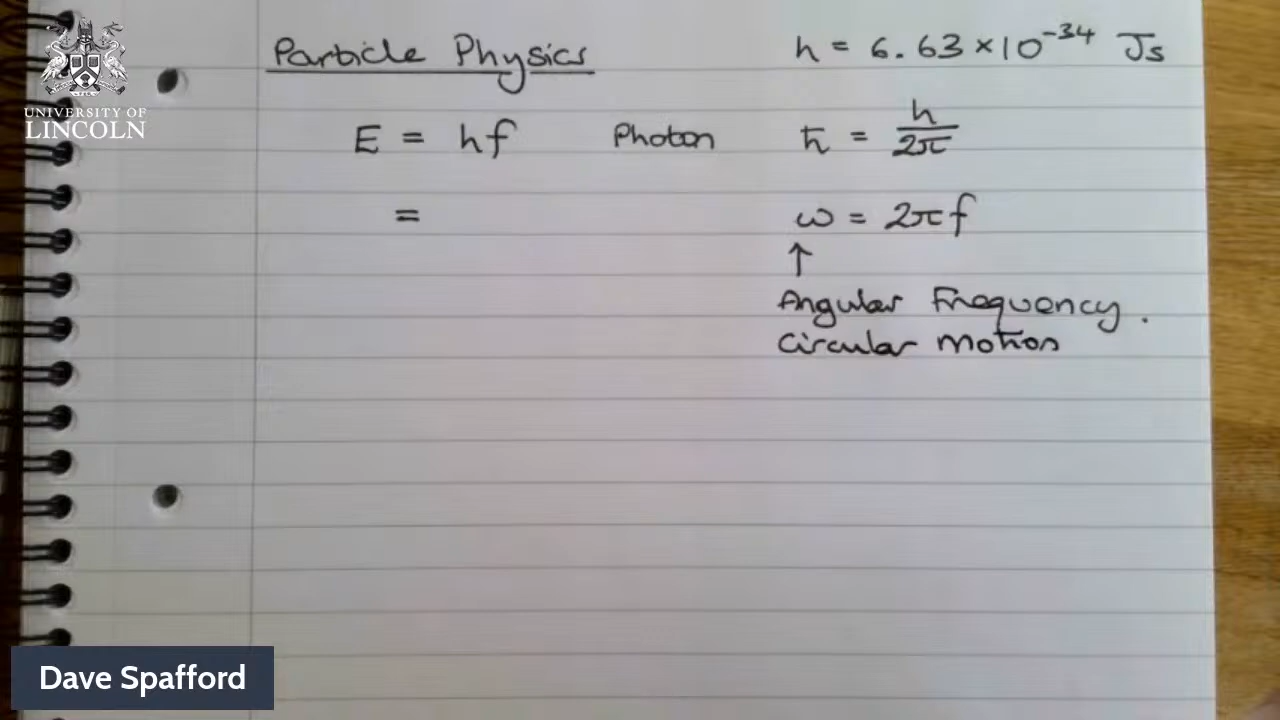 UNIVERSITY OF
LINCOLN
Particle Physics
h = 6.63 × 10⁻³⁴ Js
E = hf Photon ħ = h/2π
= ω = 2πf
↑
Angular Frequency.
Circular Motion
Dave Spafford